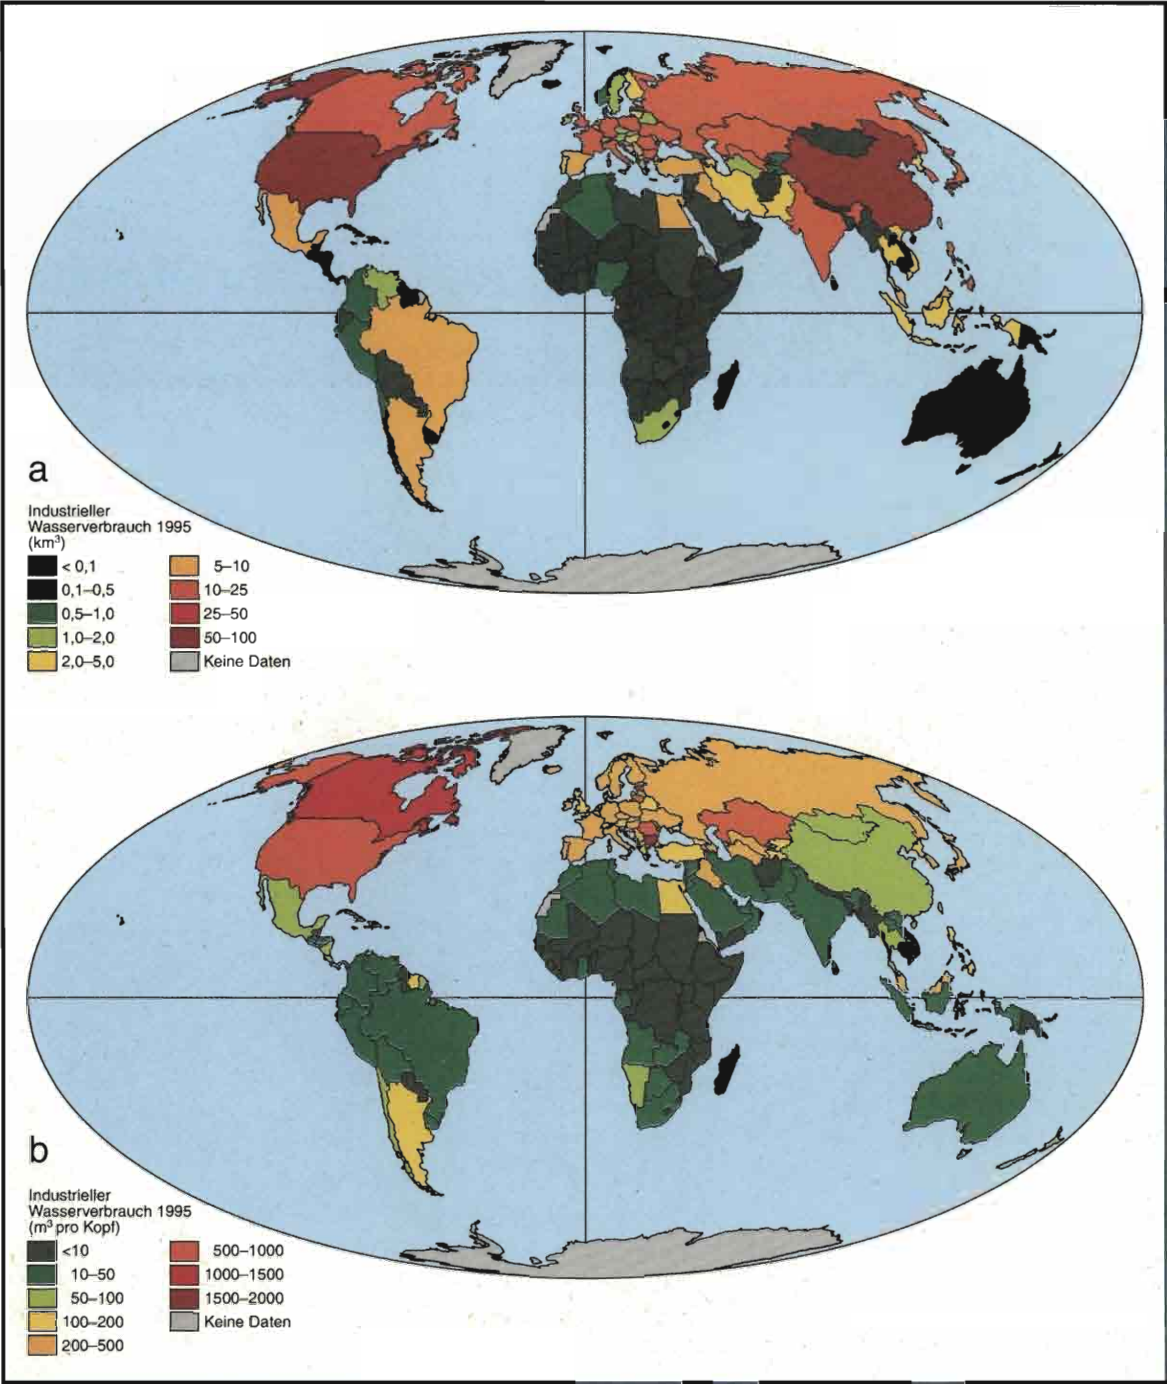 a
Industrieller
Wasserverbrauch 1995
(km³)
< 0,1
0,1–0,5
0,5–1,0
1,0–2,0
2,0–5,0
5–10
10–25
25–50
50–100
Keine Daten
b
Industrieller
Wasserverbrauch 1995
(m³ pro Kopf)
<10
10–50
50–100
100–200
200–500
500–1000
1000–1500
1500–2000
Keine Daten